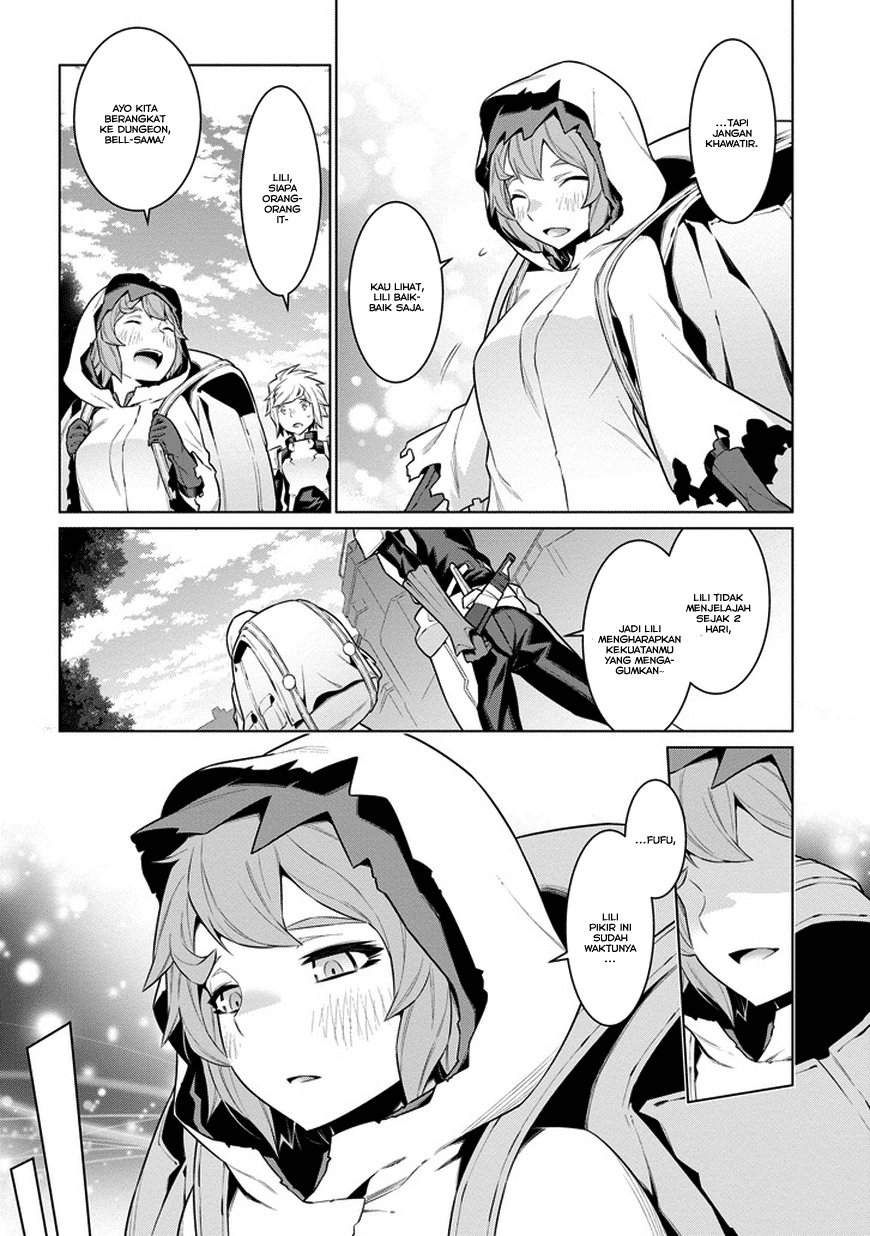 ...TAPI
JANGAN
KHAWATIR.
KAU LIHAT,
LILI BAIK-
BAIK SAJA.
LILI,
SIAPA
ORANG-
ORANG
IT-
AYO KITA
BERANGKAT
KE DUNGEON,
BELL-SAMA!
LILI TIDAK
MENJELAJAH
SEJAK 2
HARI,
JADI LILI
MENGHARAPKAN
KEKUATANMU
YANG MENGA-
GUMKAN~
...FUFU,
LILI
PIKIR INI
SUDAH
WAKTUNYA
...